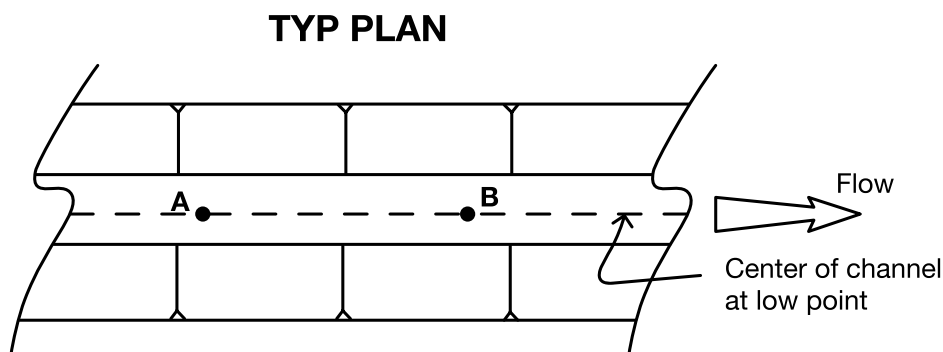 TYP PLAN
A
B
Flow
Center of channel
at low point